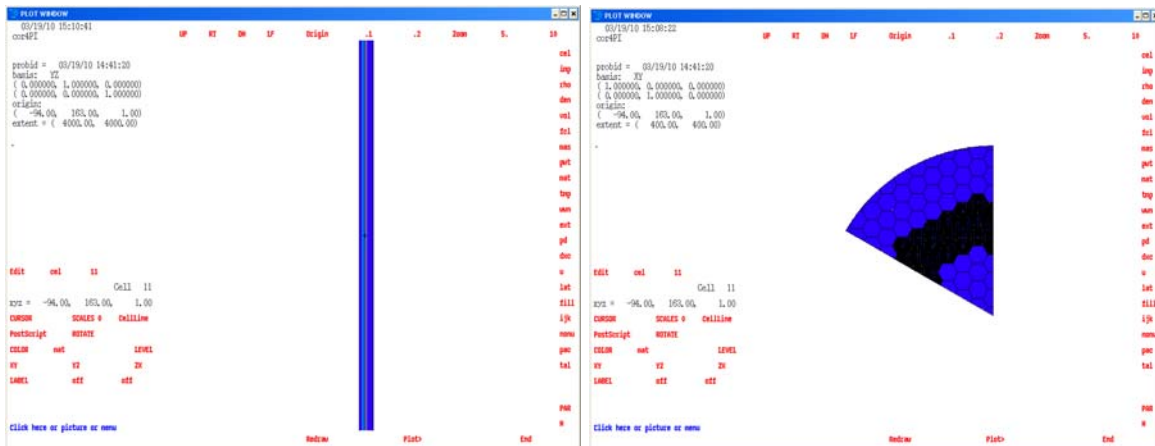 PLOT WINDOW
03/19/10 15:10:41
cor4PI
UP RT DN LF Origin .1 .2 Zoom 5. 10
probid = 03/19/10 14:41:20
basis: YZ
( 0.000000, 1.000000, 0.000000)
( 0.000000, 0.000000, 1.000000)
origin:
( -94.00, 163.00, 1.00)
extent = ( 4000.00, 4000.00)
cel
imp
rho
den
vol
fcl
mas
pwt
mat
tmp
wwn
ext
pd
dxc
u
lat
fill
ijk
nonu
pac
tal
PAR
N
Edit cel 11
Cell 11
xyz = -94.00, 163.00, 1.00
CURSOR SCALES 0 CellLine
PostScript ROTATE
COLOR mat LEVEL
XY YZ ZX
LABEL off off
Click here or picture or menu
Redraw Plot> End
PLOT WINDOW
03/19/10 15:08:22
cor4PI
UP RT DN LF Origin .1 .2 Zoom 5. 10
probid = 03/19/10 14:41:20
basis: XY
( 1.000000, 0.000000, 0.000000)
( 0.000000, 1.000000, 0.000000)
origin:
( -94.00, 163.00, 1.00)
extent = ( 400.00, 400.00)
cel
imp
rho
den
vol
fcl
mas
pwt
mat
tmp
wwn
ext
pd
dxc
u
lat
fill
ijk
nonu
pac
tal
PAR
N
Edit cel 11
Cell 11
xyz = -94.00, 163.00, 1.00
CURSOR SCALES 0 CellLine
PostScript ROTATE
COLOR mat LEVEL
XY YZ ZX
LABEL off off
Click here or picture or menu
Redraw Plot> End